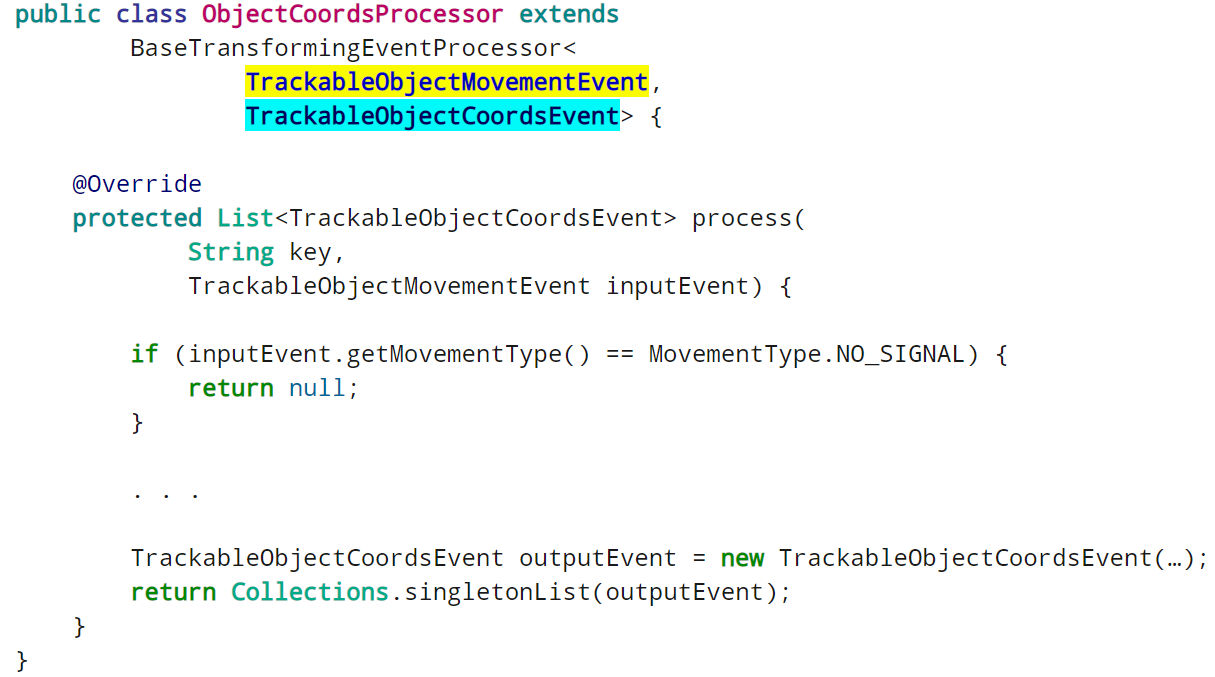 public class ObjectCoordsProcessor extends
BaseTransformingEventProcessor<
TrackableObjectMovementEvent,
TrackableObjectCoordsEvent> {
@Override
protected List<TrackableObjectCoordsEvent> process(
String key,
TrackableObjectMovementEvent inputEvent) {
if (inputEvent.getMovementType() == MovementType.NO_SIGNAL) {
return null;
}
. . .
TrackableObjectCoordsEvent outputEvent = new TrackableObjectCoordsEvent(…);
return Collections.singletonList(outputEvent);
}
}